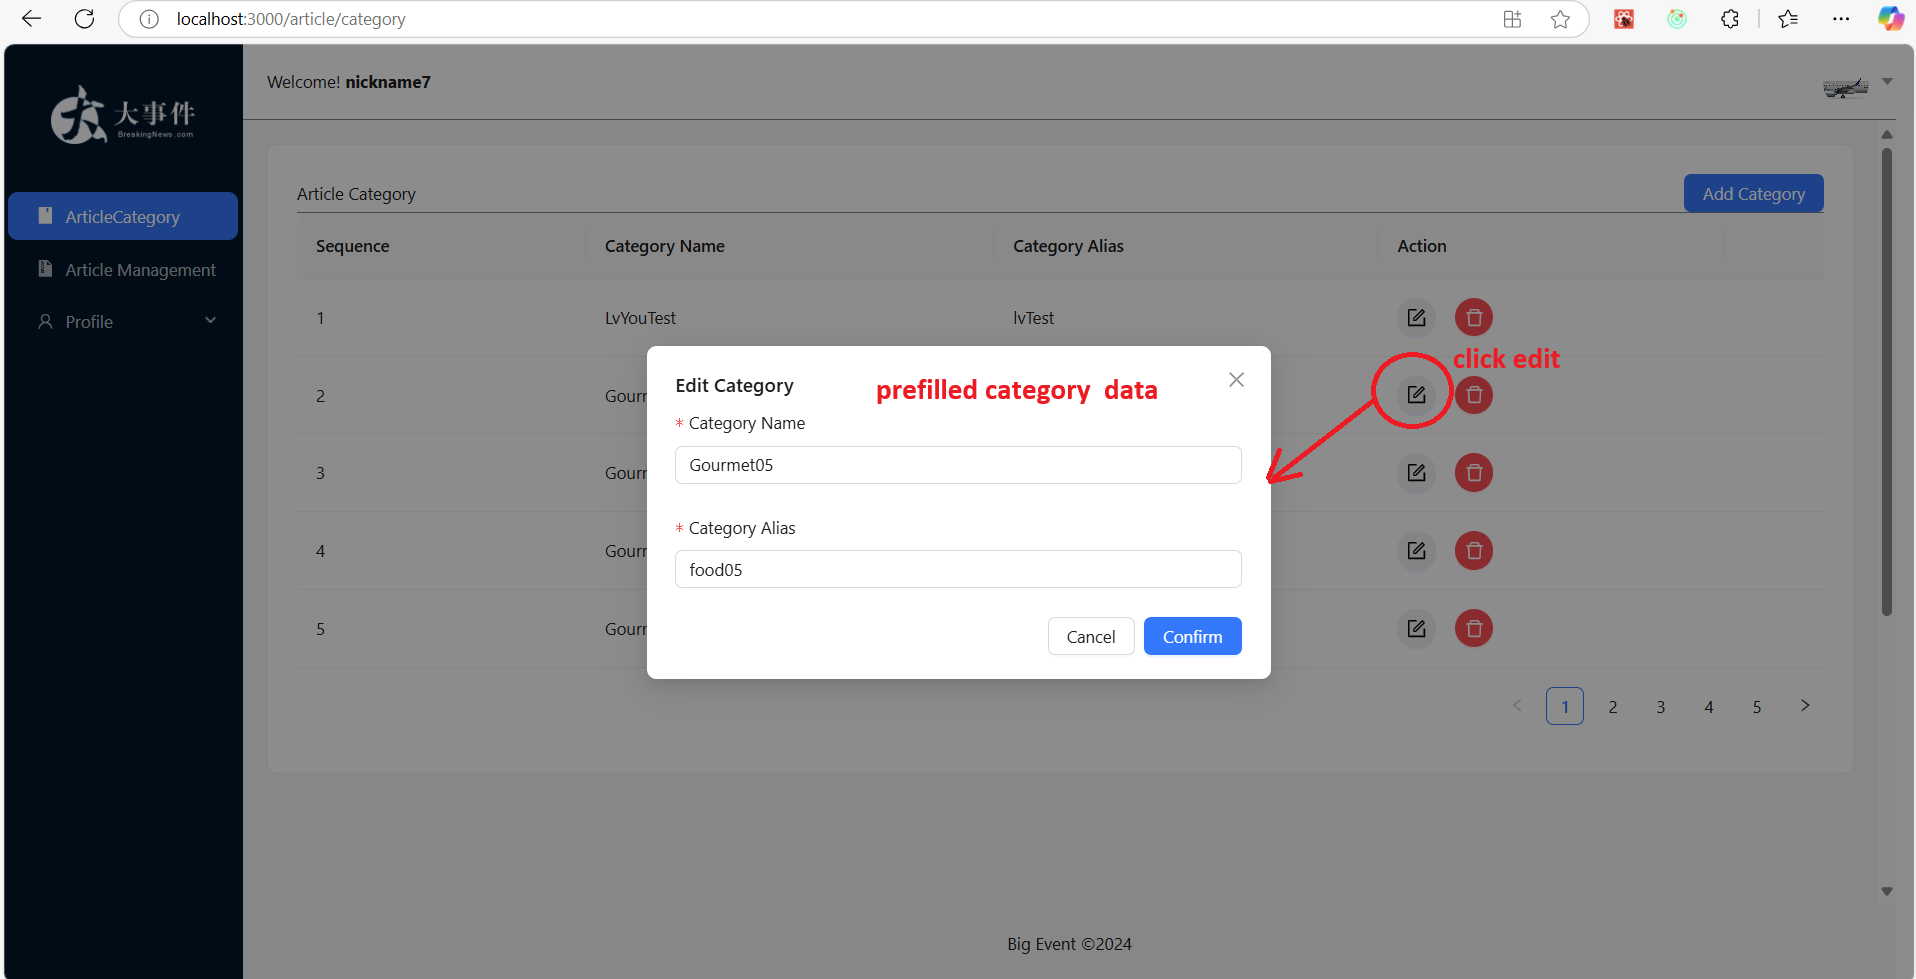 localhost:3000/article/category
大事件
BreakingNews.com
Welcome! nickname7
ArticleCategory
Article Management
Profile
Article Category
Add Category
Sequence Category Name Category Alias Action
1 LvYouTest lvTest
click edit
2 Gourr
3 Gourr
4 Gourr
5 Gourr
Edit Category
prefilled category data
* Category Name
Gourmet05
* Category Alias
food05
Cancel Confirm
< 1 2 3 4 5 >
Big Event ©2024